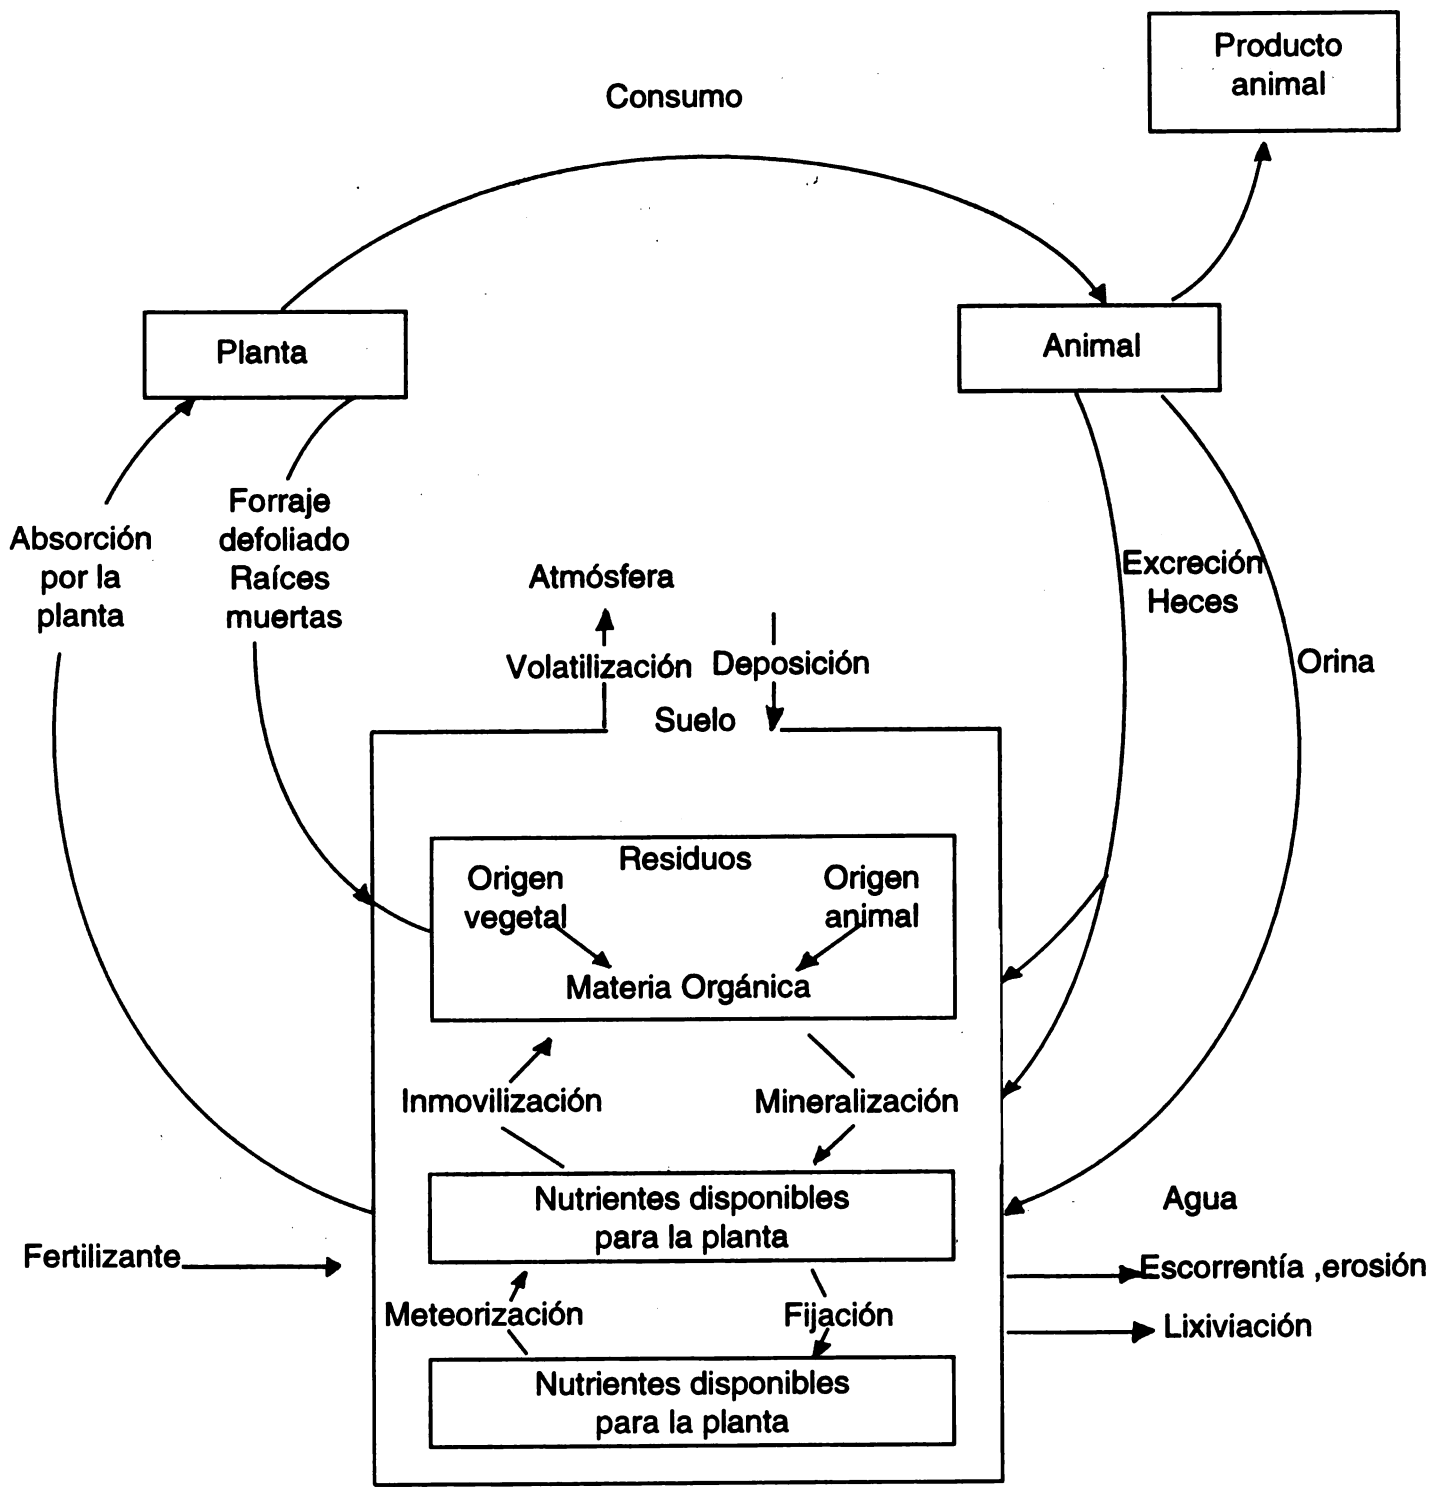 Producto
animal
Consumo
Planta
Animal
Absorción
por la
planta
Forraje
defoliado
Raíces
muertas
Atmósfera
Volatilización
Deposición
Suelo
Excreción
Heces
Orina
Residuos
Origen
vegetal
Origen
animal
Materia Orgánica
Inmovilización
Mineralización
Nutrientes disponibles
para la planta
Fertilizante
Agua
Escorrentía ,erosión
Lixiviación
Meteorización
Fijación
Nutrientes disponibles
para la planta